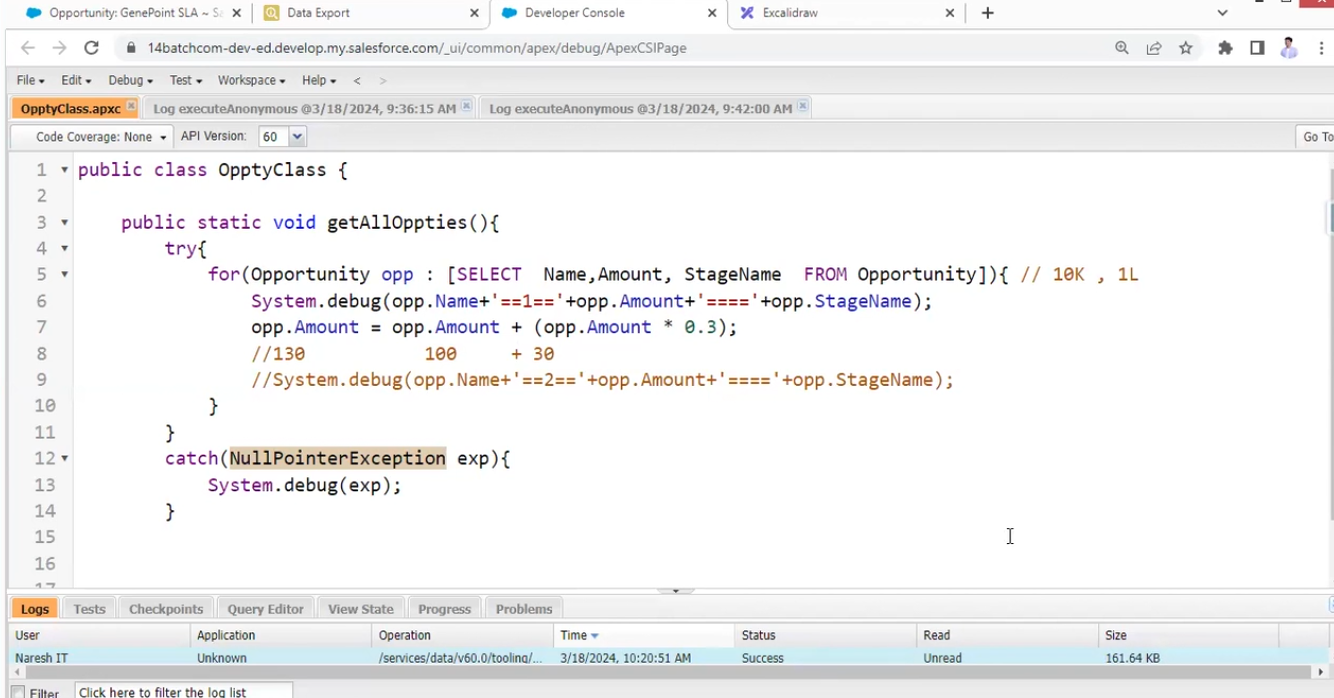 Opportunity: GenePoint SLA ~ Sa
Data Export
Developer Console
Excalidraw
14batchcom-dev-ed.develop.my.salesforce.com/_ui/common/apex/debug/ApexCSIPage
File Edit Debug Test Workspace Help < >
OpptyClass.apxc Log executeAnonymous @3/18/2024, 9:36:15 AM Log executeAnonymous @3/18/2024, 9:42:00 AM
Code Coverage: None API Version: 60 Go To
1 public class OpptyClass {
2
3 public static void getAllOppties(){
4 try{
5 for(Opportunity opp : [SELECT Name,Amount, StageName FROM Opportunity]){ // 10K , 1L
6 System.debug(opp.Name+'==1=='+opp.Amount+'===='+opp.StageName);
7 opp.Amount = opp.Amount + (opp.Amount * 0.3);
8 //130 100 + 30
9 //System.debug(opp.Name+'==2=='+opp.Amount+'===='+opp.StageName);
10 }
11 }
12 catch(NullPointerException exp){
13 System.debug(exp);
14 }
15
16
17
Logs Tests Checkpoints Query Editor View State Progress Problems
User Application Operation Time Status Read Size
Naresh IT Unknown /services/data/v60.0/tooling/... 3/18/2024, 10:20:51 AM Success Unread 161.64 KB
Filter Click here to filter the log list